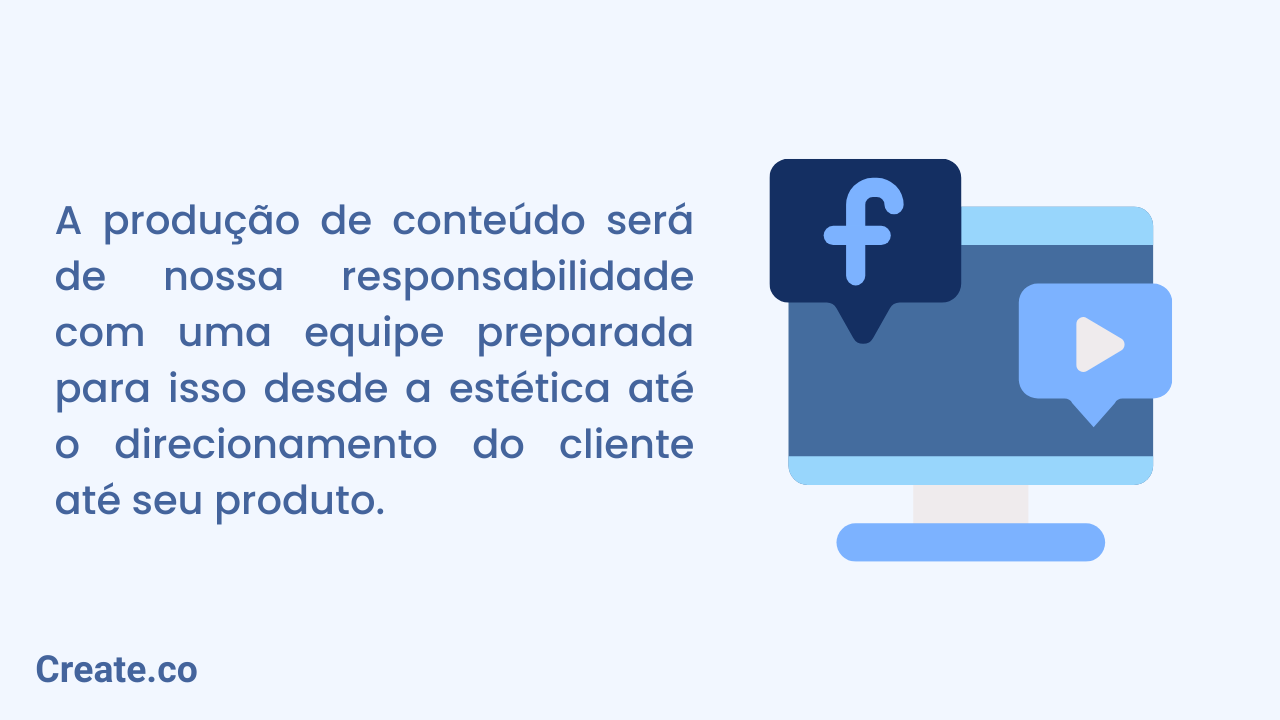 A produção de conteúdo será
de nossa responsabilidade
com uma equipe preparada
para isso desde a estética até
o direcionamento do cliente
até seu produto.
f
Create.co